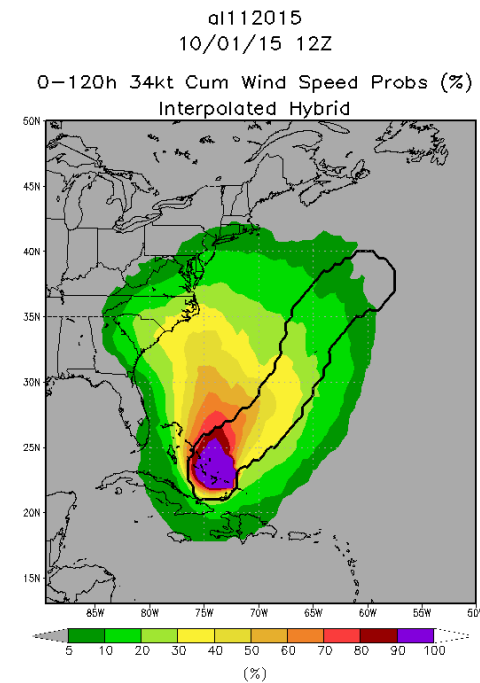 al112015
10/01/15 12Z
0-120h 34kt Cum Wind Speed Probs (%)
Interpolated Hybrid
50N
45N
40N
35N
30N
25N
20N
15N
85W 80W 75W 70W 65W 60W 55W 50W
5 10 20 30 40 50 60 70 80 90 100
(%)